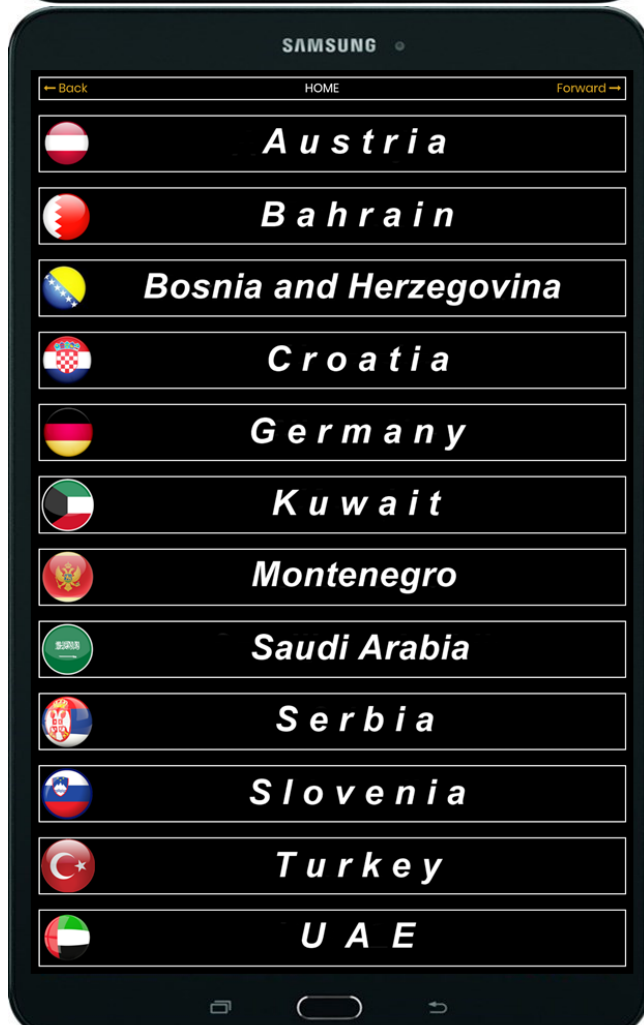 SAMSUNG
←Back HOME Forward→
Austria
Bahrain
Bosnia and Herzegovina
Croatia
Germany
Kuwait
Montenegro
Saudi Arabia
Serbia
Slovenia
Turkey
UAE